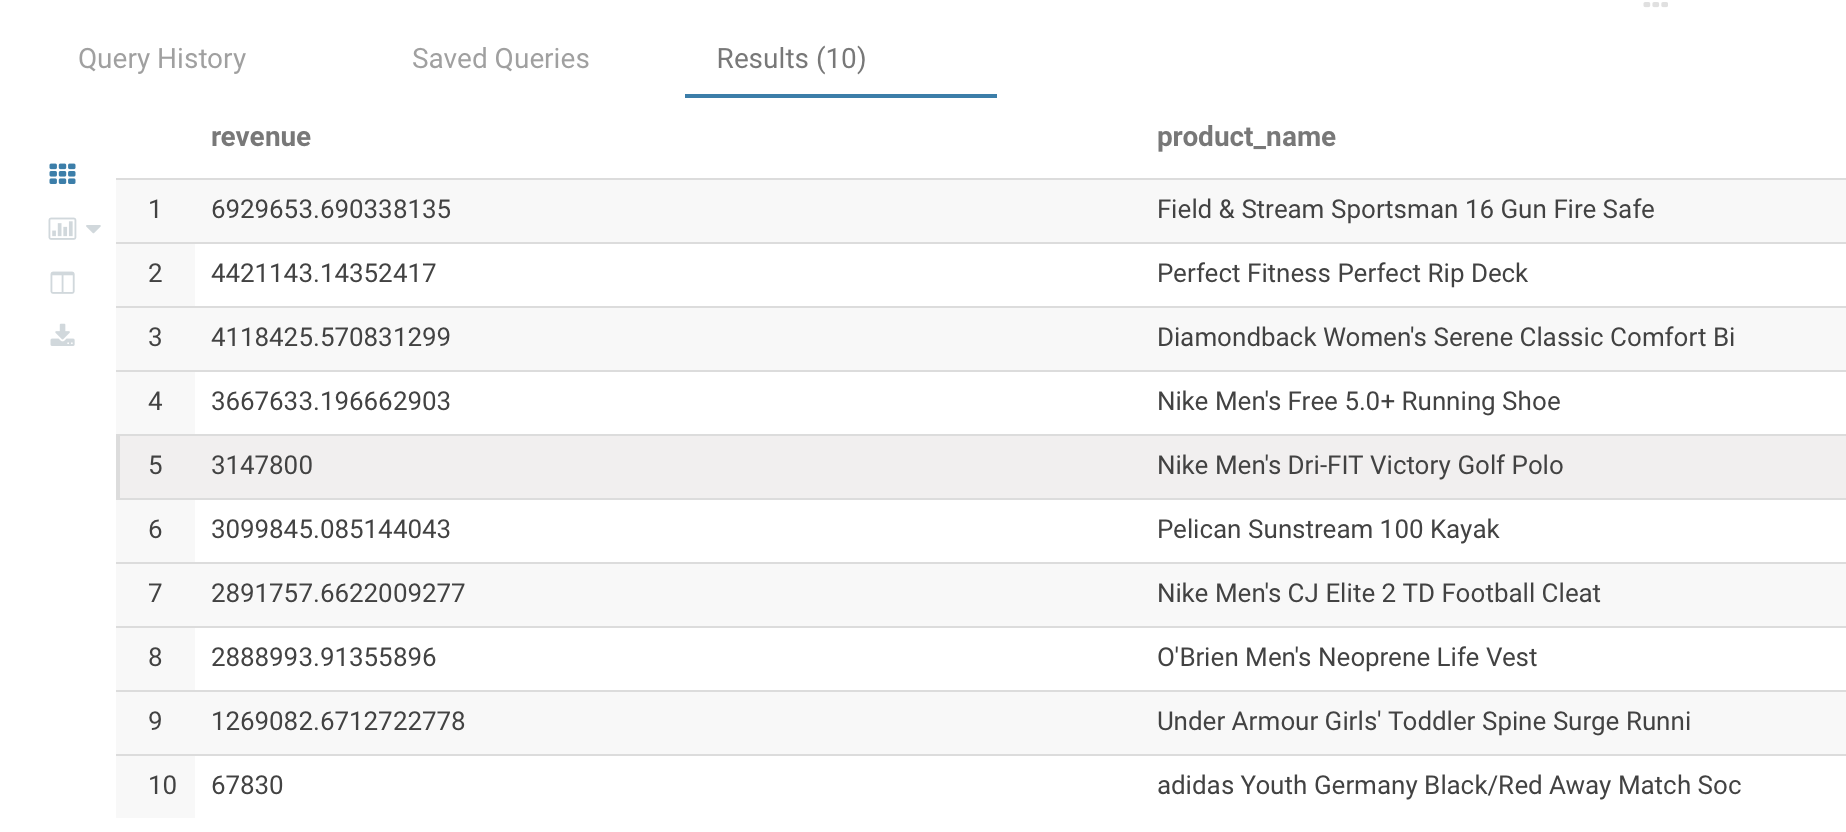 Query History Saved Queries Results (10)
revenue product_name
1 6929653.690338135 Field & Stream Sportsman 16 Gun Fire Safe
2 4421143.14352417 Perfect Fitness Perfect Rip Deck
3 4118425.570831299 Diamondback Women's Serene Classic Comfort Bi
4 3667633.196662903 Nike Men's Free 5.0+ Running Shoe
5 3147800 Nike Men's Dri-FIT Victory Golf Polo
6 3099845.085144043 Pelican Sunstream 100 Kayak
7 2891757.6622009277 Nike Men's CJ Elite 2 TD Football Cleat
8 2888993.91355896 O'Brien Men's Neoprene Life Vest
9 1269082.6712722778 Under Armour Girls' Toddler Spine Surge Runni
10 67830 adidas Youth Germany Black/Red Away Match Soc